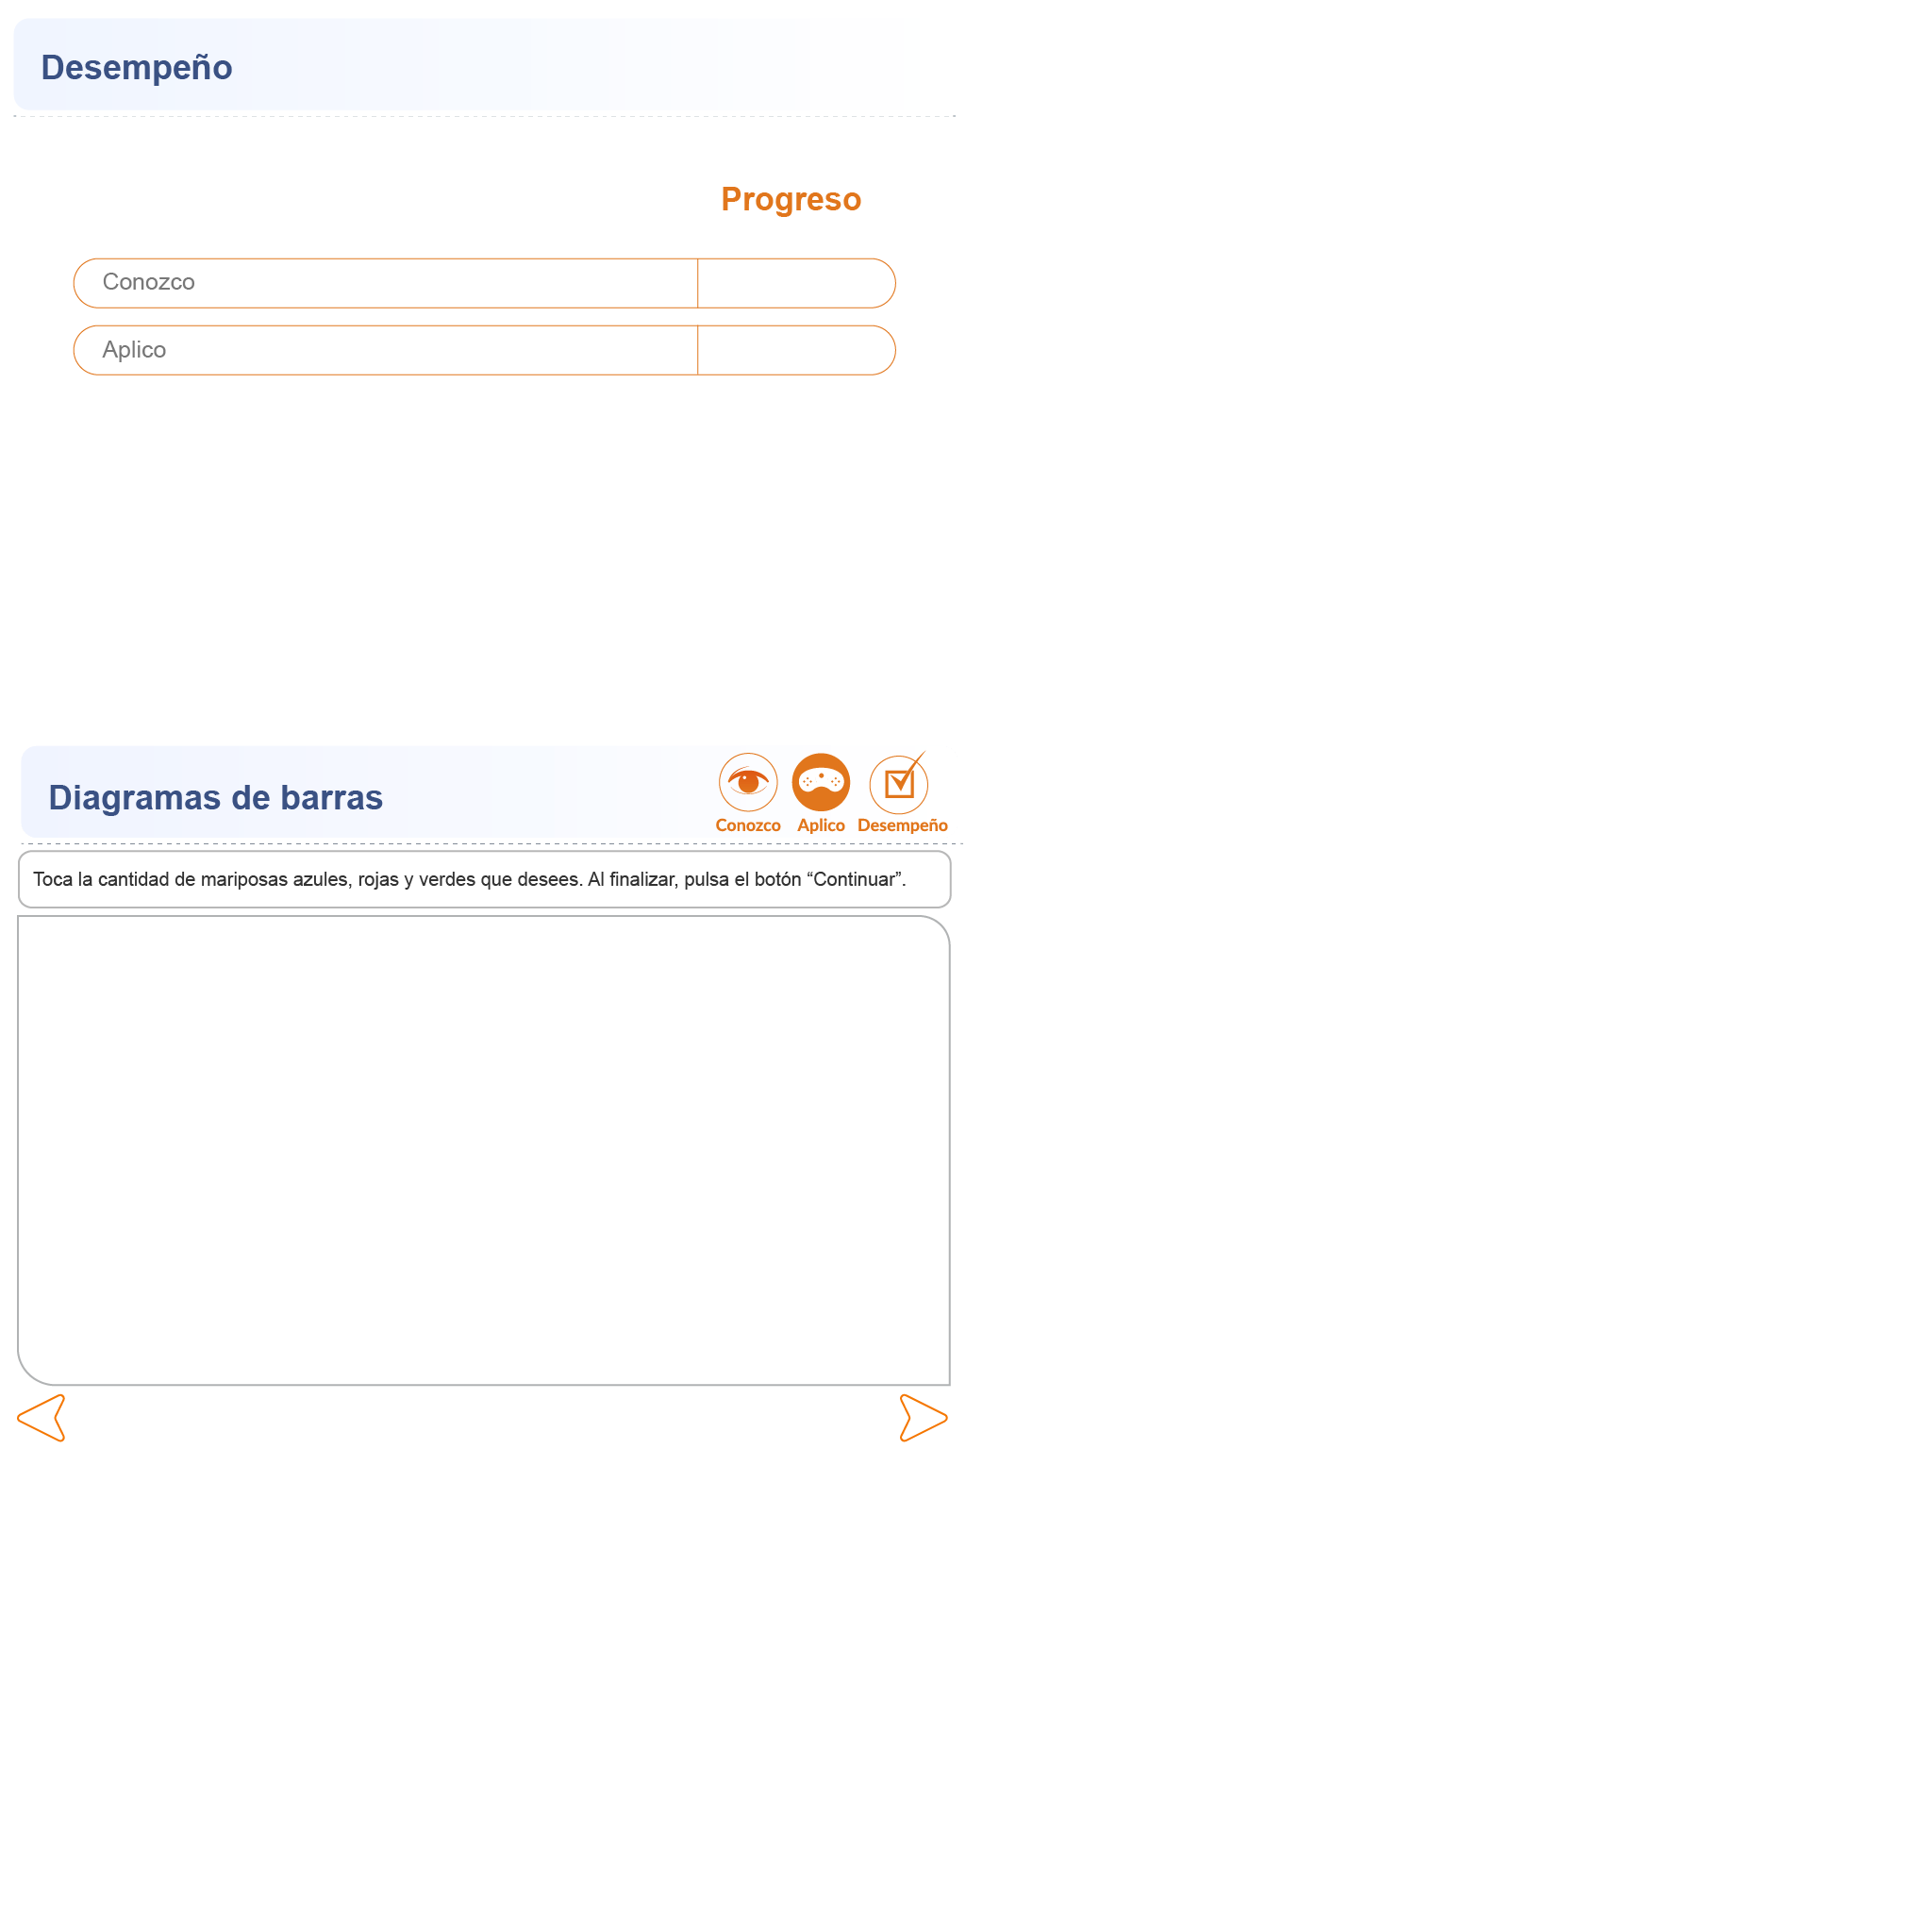 Desempeño
Progreso
Conozco
Aplico
Diagramas de barras
Conozco Aplico Desempeño
Toca la cantidad de mariposas azules, rojas y verdes que desees. Al finalizar, pulsa el botón “Continuar”.